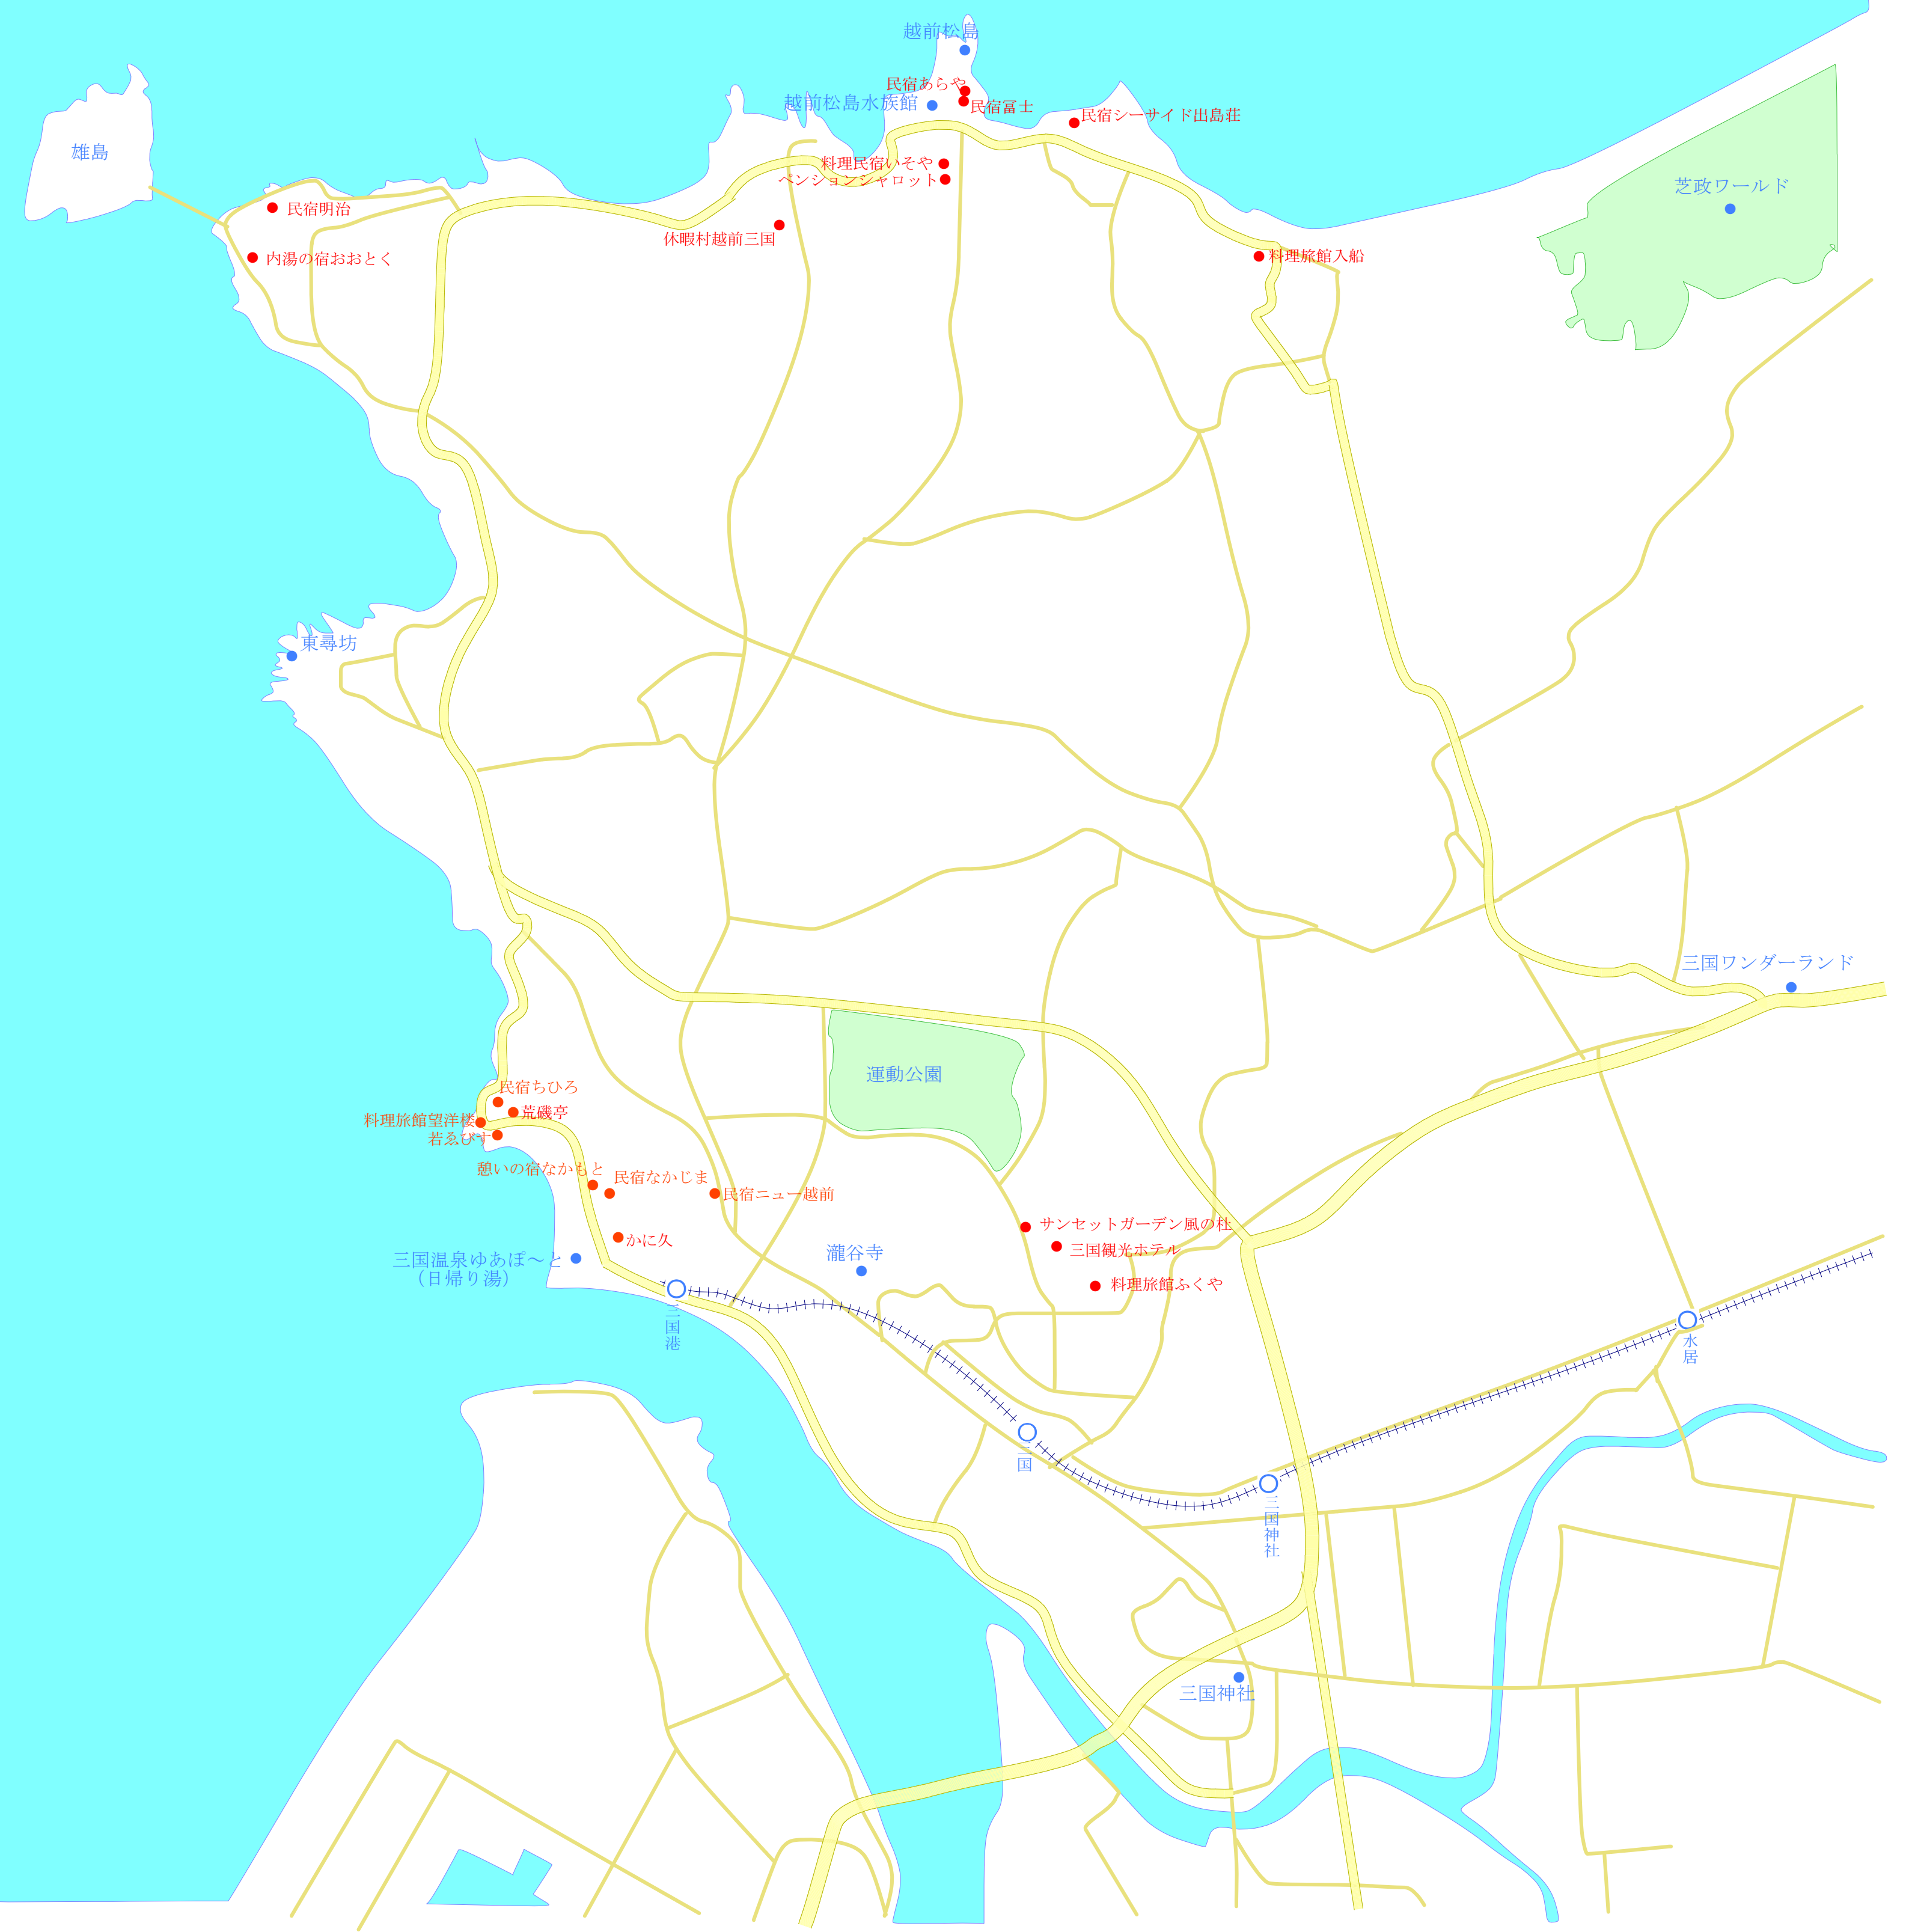 越前松島
民宿あらや
越前松島水族館
民宿冨士
民宿シーサイド出島荘
雄島
料理民宿いそや
ペンションシャロット
芝政ワールド
民宿明治
休暇村越前三国
内湯の宿おおとく
料理旅館入船
東尋坊
三国ワンダーランド
運動公園
民宿ちひろ
荒磯亭
料理旅館望洋楼
若ゑびす
憩いの宿なかもと
民宿なかじま
民宿ニュー越前
サンセットガーデン風の杜
かに久
三国観光ホテル
瀧谷寺
三国温泉ゆあぽ〜と
（日帰り湯）
料理旅館ふくや
三国港
水居
三国
三国神社
三国神社